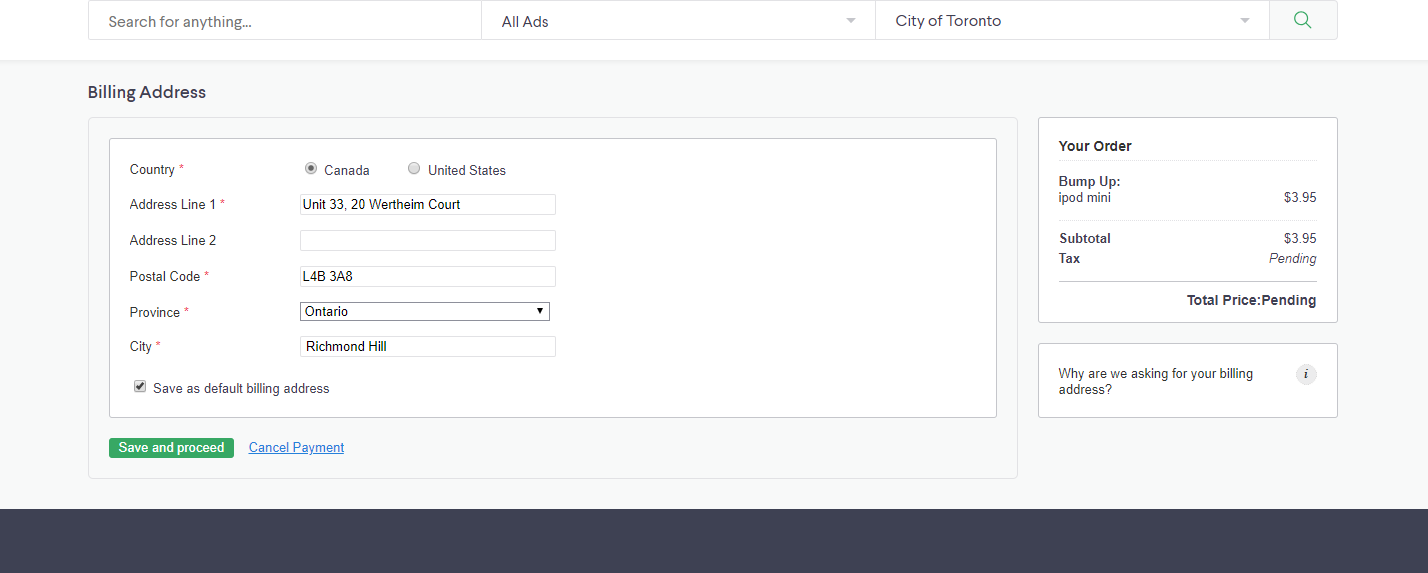 Search for anything...
All Ads
City of Toronto
Billing Address
Country *
Canada
United States
Address Line 1 *
Unit 33, 20 Wertheim Court
Address Line 2
Postal Code *
L4B 3A8
Province *
Ontario
City *
Richmond Hill
Save as default billing address
Save and proceed
Cancel Payment
Your Order
Bump Up:
ipod mini $3.95
Subtotal $3.95
Tax Pending
Total Price:Pending
Why are we asking for your billing
address?
i